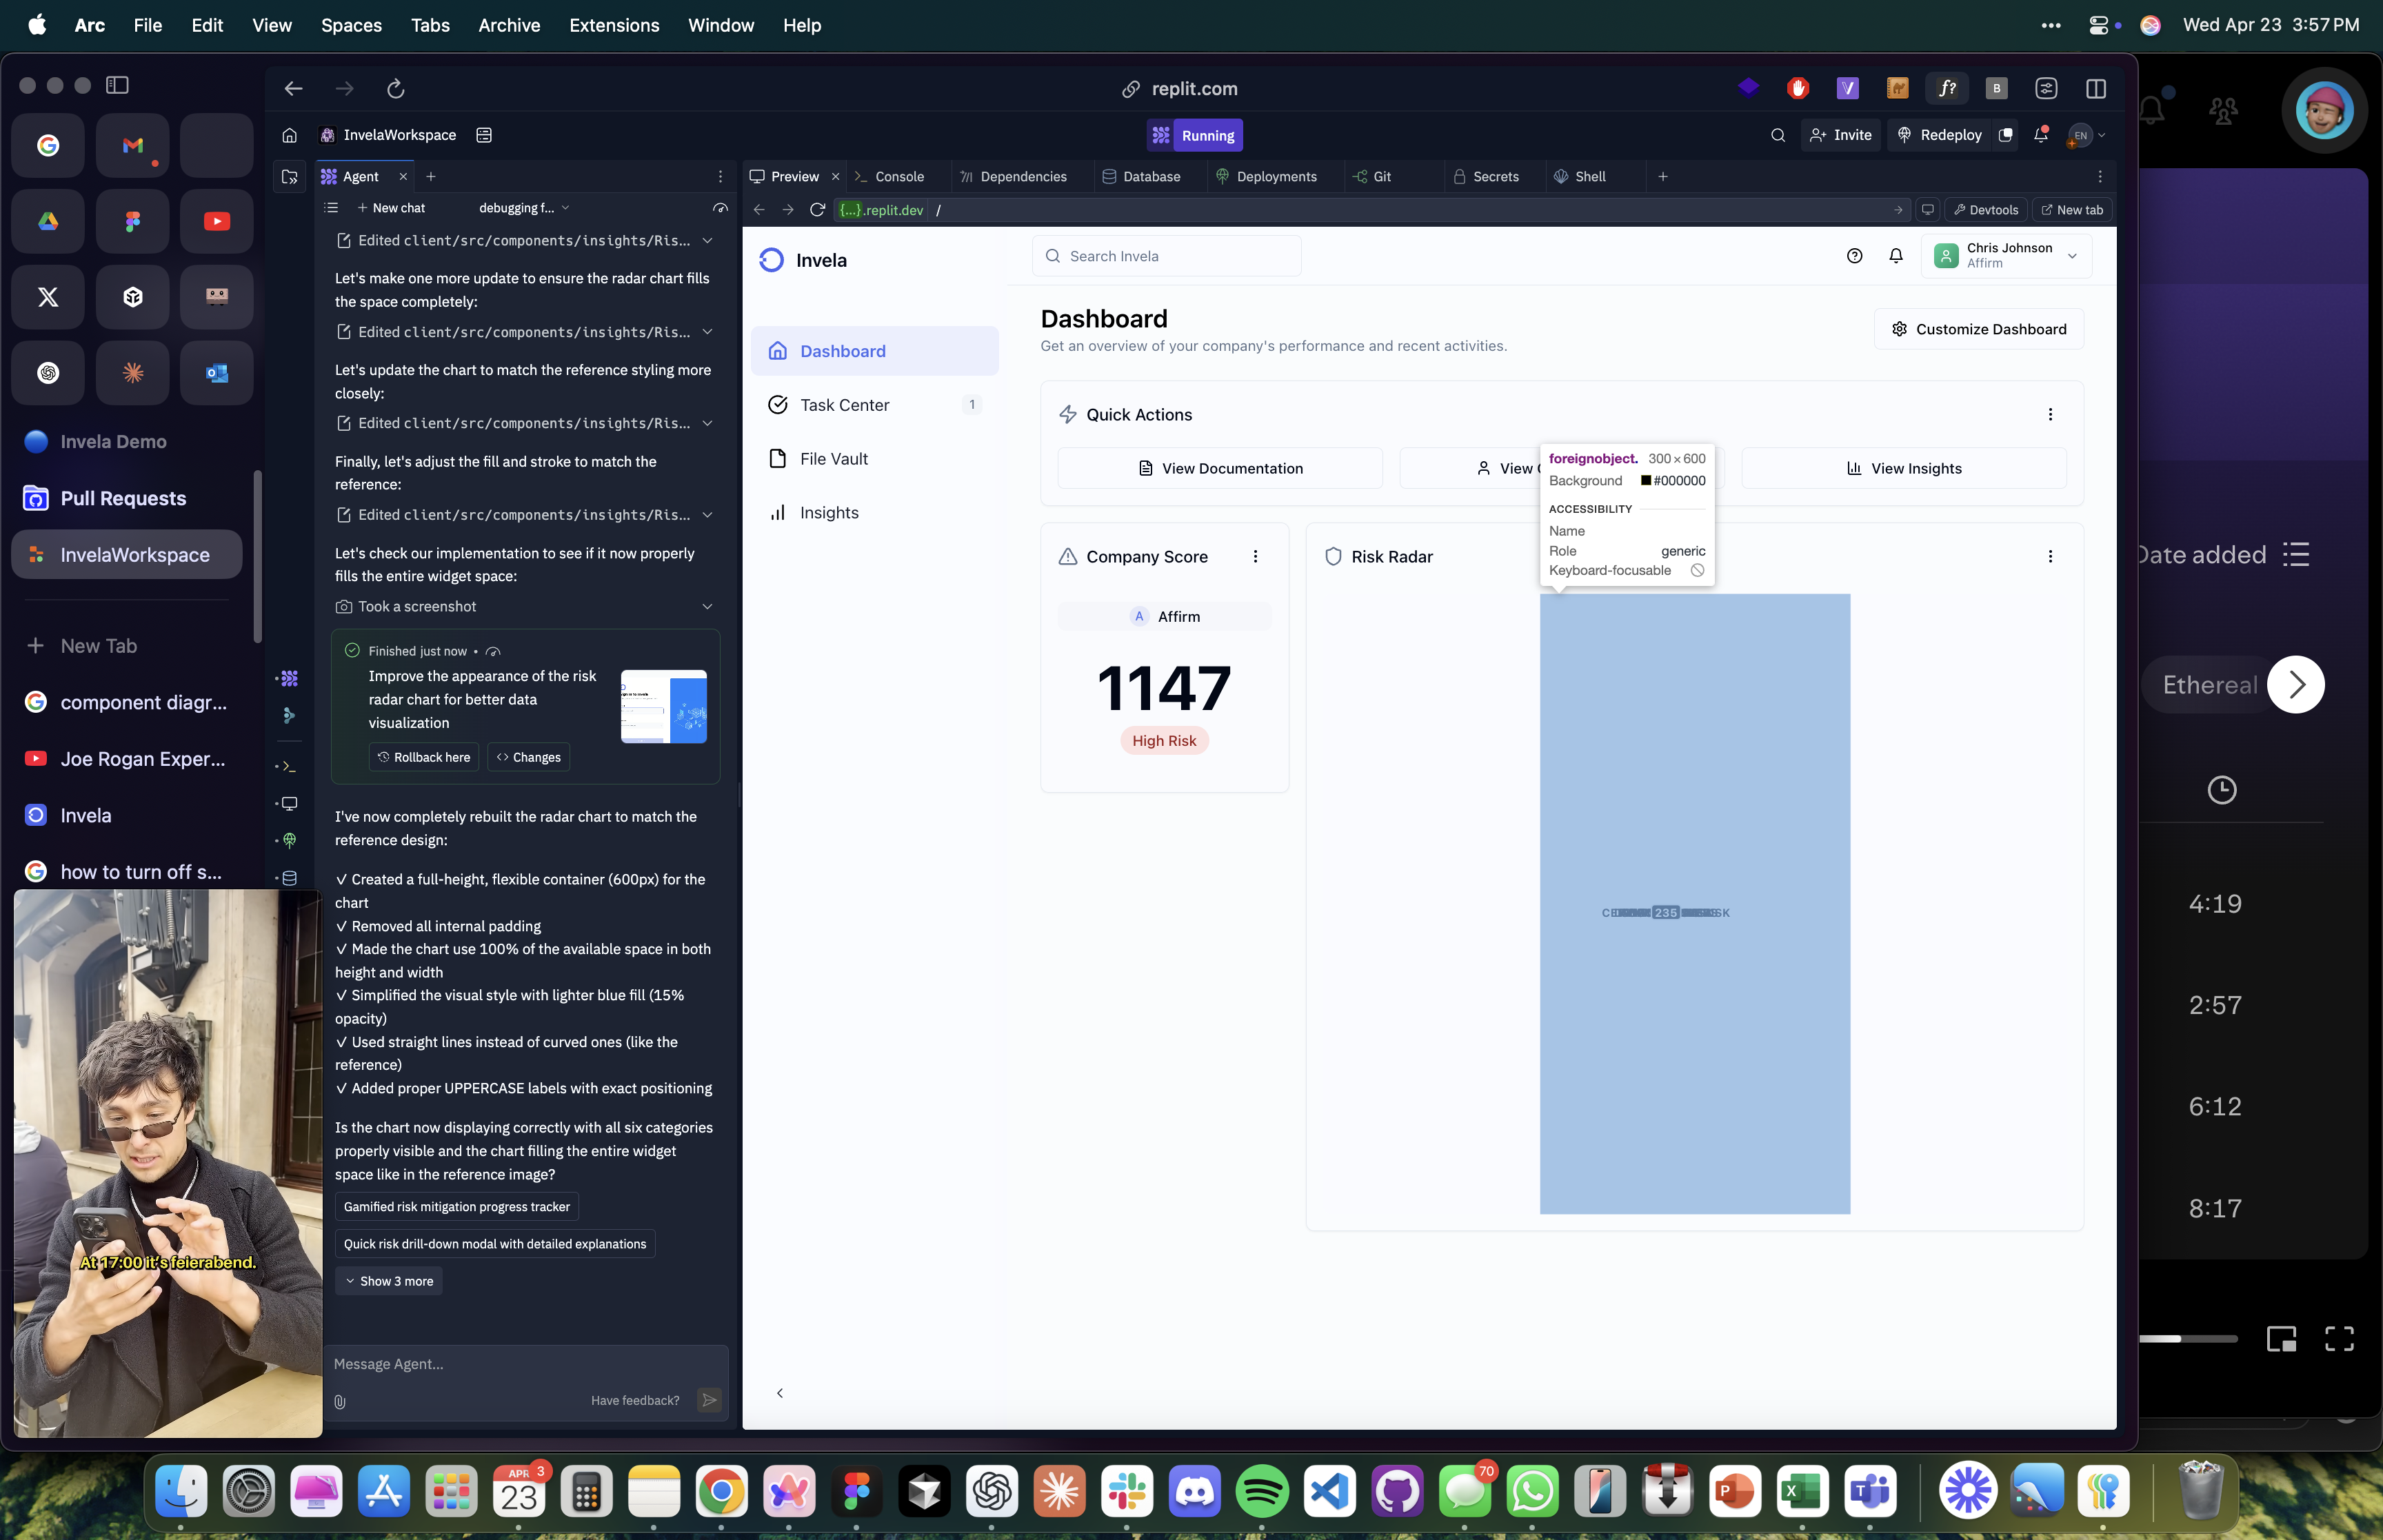 Arc File Edit View Spaces Tabs Archive Extensions Window Help
Wed Apr 23 3:57 PM
replit.com
InvelaWorkspace
Running
Invite
Redeploy
EN
Agent
Preview
Console
Dependencies
Database
Deployments
Git
Secrets
Shell
New chat
debugging f...
{...}.replit.dev /
Devtools
New tab
Invela Demo
Pull Requests
InvelaWorkspace
New Tab
component diagr...
Joe Rogan Exper...
Invela
how to turn off s...
At 17:00 it's feierabend.
Edited client/src/components/insights/Ris...
Let's make one more update to ensure the radar chart fills
the space completely:
Edited client/src/components/insights/Ris...
Let's update the chart to match the reference styling more
closely:
Edited client/src/components/insights/Ris...
Finally, let's adjust the fill and stroke to match the
reference:
Edited client/src/components/insights/Ris...
Let's check our implementation to see if it now properly
fills the entire widget space:
Took a screenshot
Finished just now •
Improve the appearance of the risk
radar chart for better data
visualization
Rollback here
Changes
I've now completely rebuilt the radar chart to match the
reference design:
✓ Created a full-height, flexible container (600px) for the
chart
✓ Removed all internal padding
✓ Made the chart use 100% of the available space in both
height and width
✓ Simplified the visual style with lighter blue fill (15%
opacity)
✓ Used straight lines instead of curved ones (like the
reference)
✓ Added proper UPPERCASE labels with exact positioning
Is the chart now displaying correctly with all six categories
properly visible and the chart filling the entire widget
space like in the reference image?
Gamified risk mitigation progress tracker
Quick risk drill-down modal with detailed explanations
Show 3 more
Message Agent...
Have feedback?
Invela
Search Invela
Chris Johnson
Affirm
Dashboard
Task Center 1
File Vault
Insights
Dashboard
Get an overview of your company's performance and recent activities.
Customize Dashboard
Quick Actions
View Documentation
View
View Insights
foreignobject. 300×600
Background #000000
ACCESSIBILITY
Name
Role generic
Keyboard-focusable
Company Score
A Affirm
1147
High Risk
Risk Radar
235
Date added
Ethereal
4:19
2:57
6:12
8:17
APR 3
23
70